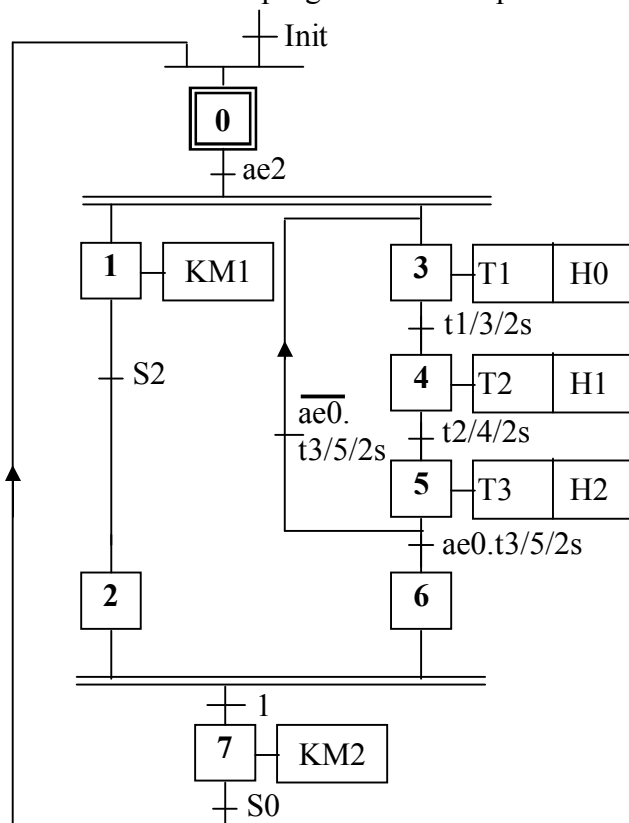 Init
0
ae2
1 KM1
3 T1 H0
t1/3/2s
S2
4 T2 H1
ae0.
t3/5/2s
t2/4/2s
5 T3 H2
ae0.t3/5/2s
2
6
1
7 KM2
S0